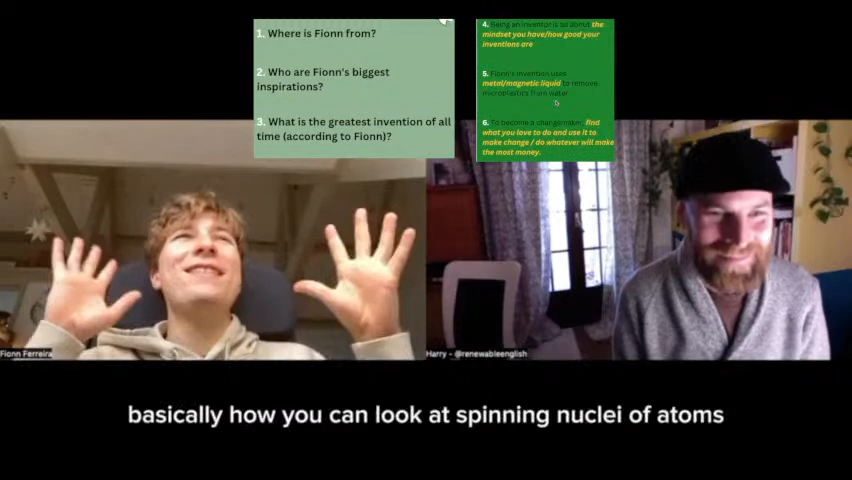 1. Where is Fionn from?
2. Who are Fionn's biggest
inspirations?
3. What is the greatest invention of all
time (according to Fionn)?
4. Being an inventor is all about the
mindset you have/how good your
inventions are
5. Fionn's invention uses
metal/magnetic liquid to remove
microplastics from water
6. To become a changemaker, find
what you love to do and use it to
make change / do whatever will make
the most money.
Fionn Ferreira
Harry - @renewableenglish
basically how you can look at spinning nuclei of atoms